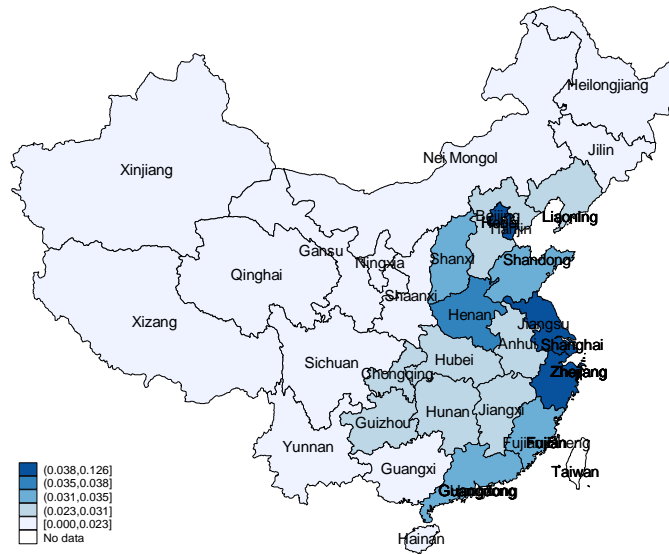 Heilongjiang
Jilin
Nei Mongol
Xinjiang
Beijing
Tianjin
Liaoning
Gansu
Ningxia
Shanxi
Shandong
Qinghai
Shaanxi
Henan
Jiangsu
Xizang
Anhui
Shanghai
Sichuan
Hubei
Chongqing
Zhejiang
Hunan
Jiangxi
Guizhou
Yunnan
Fujian
Guangxi
Taiwan
Guangdong
Hainan
(0.038,0.126]
(0.035,0.038]
(0.031,0.035]
(0.023,0.031]
[0.000,0.023]
No data